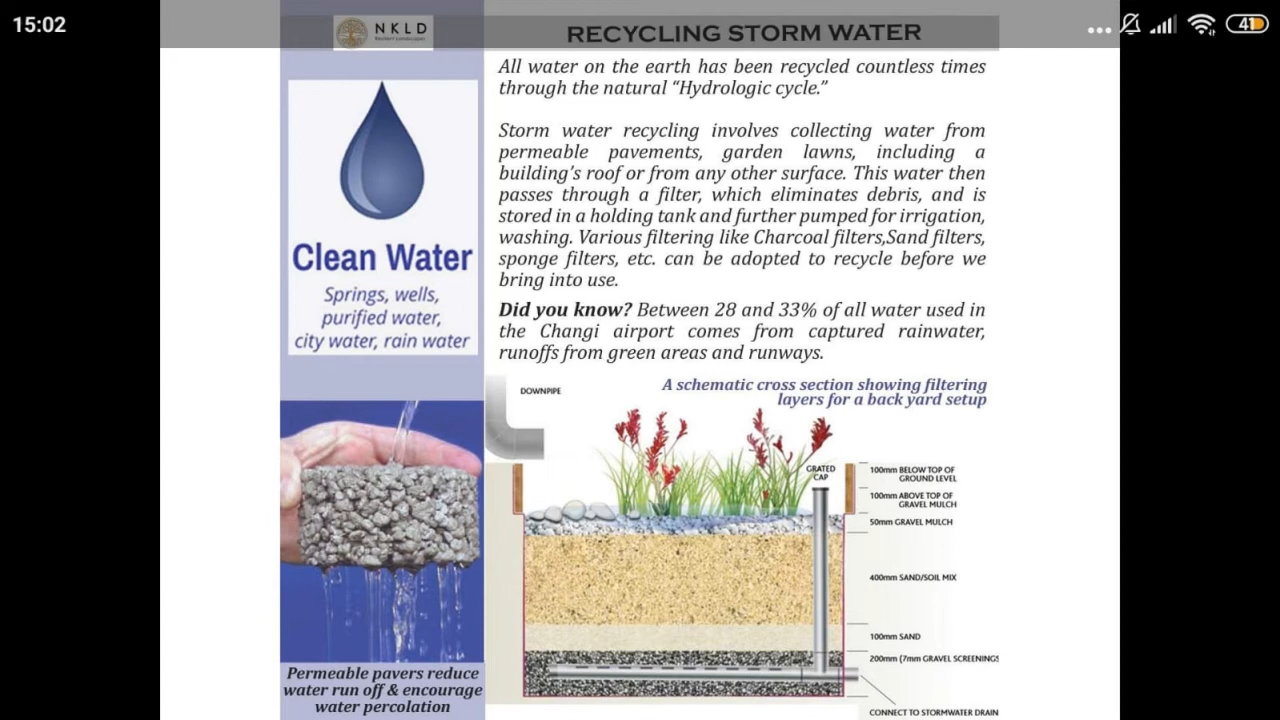 15:02
41
NKLD
Resilient Landscapes
RECYCLING STORM WATER
All water on the earth has been recycled countless times
through the natural “Hydrologic cycle.”
Storm water recycling involves collecting water from
permeable pavements, garden lawns, including a
building's roof or from any other surface. This water then
passes through a filter, which eliminates debris, and is
stored in a holding tank and further pumped for irrigation,
washing. Various filtering like Charcoal filters,Sand filters,
sponge filters, etc. can be adopted to recycle before we
bring into use.
Did you know? Between 28 and 33% of all water used in
the Changi airport comes from captured rainwater,
runoffs from green areas and runways.
Clean Water
Springs, wells,
purified water,
city water, rain water
Permeable pavers reduce
water run off & encourage
water percolation
A schematic cross section showing filtering
layers for a back yard setup
DOWNPIPE
GRATED
CAP
100mm BELOW TOP OF
GROUND LEVEL
100mm ABOVE TOP OF
GRAVEL MULCH
50mm GRAVEL MULCH
400mm SAND/SOIL MIX
100mm SAND
200mm (7mm GRAVEL SCREENINGS
CONNECT TO STORMWATER DRAIN